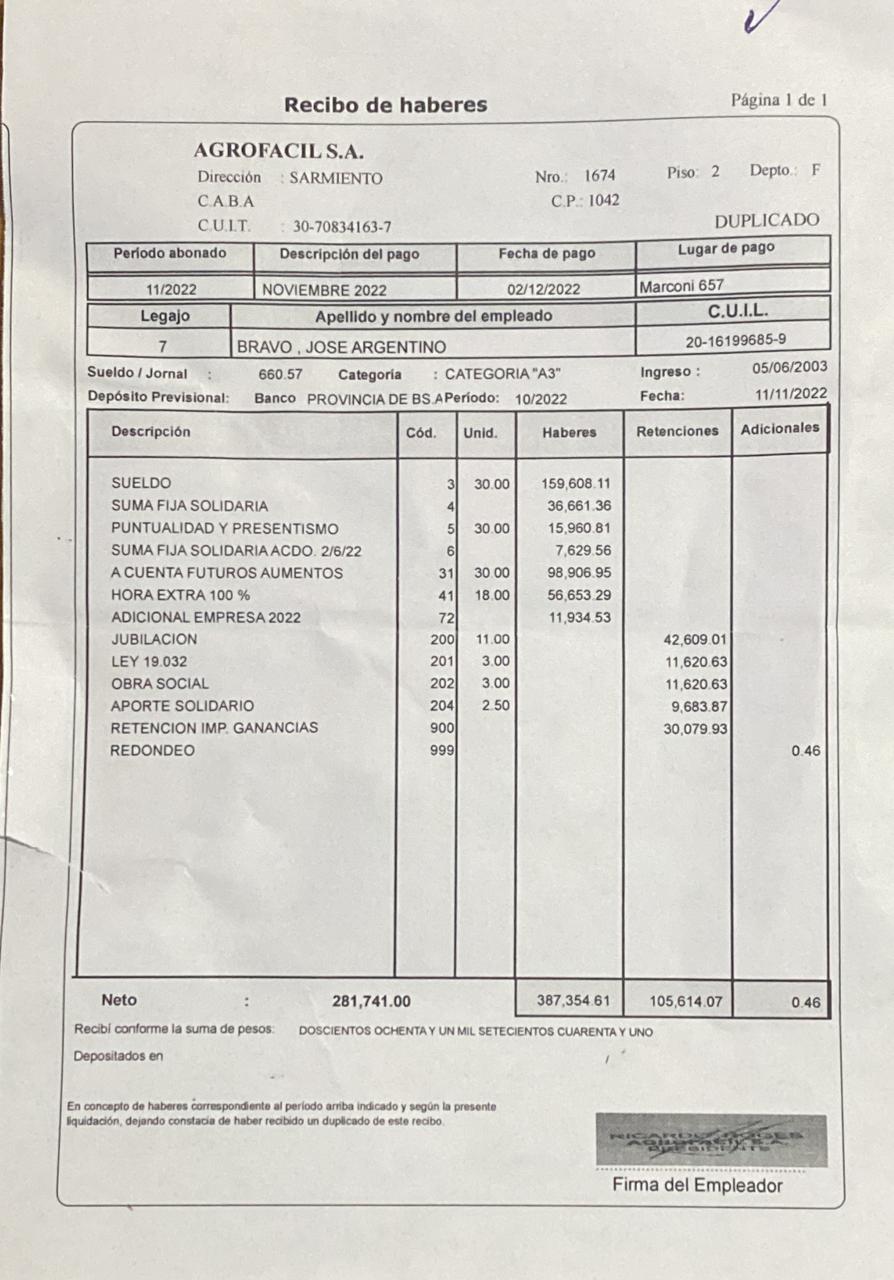 Recibo de haberes Página 1 de 1
AGROFACIL S.A.
Dirección : SARMIENTO Nro.: 1674 Piso: 2 Depto.: F
C.A.B.A C.P.: 1042
C.U.I.T. : 30-70834163-7 DUPLICADO
Período abonado Descripción del pago Fecha de pago Lugar de pago
11/2022 NOVIEMBRE 2022 02/12/2022 Marconi 657
Legajo Apellido y nombre del empleado C.U.I.L.
7 BRAVO , JOSE ARGENTINO 20-16199685-9
Sueldo / Jornal : 660.57 Categoría : CATEGORIA "A3" Ingreso : 05/06/2003
Depósito Previsional: Banco PROVINCIA DE BS.A Período: 10/2022 Fecha: 11/11/2022
Descripción Cód. Unid. Haberes Retenciones Adicionales
SUELDO 3 30.00 159,608.11
SUMA FIJA SOLIDARIA 4 36,661.36
PUNTUALIDAD Y PRESENTISMO 5 30.00 15,960.81
SUMA FIJA SOLIDARIA ACDO. 2/6/22 6 7,629.56
A CUENTA FUTUROS AUMENTOS 31 30.00 98,906.95
HORA EXTRA 100 % 41 18.00 56,653.29
ADICIONAL EMPRESA 2022 72 11,934.53
JUBILACION 200 11.00 42,609.01
LEY 19.032 201 3.00 11,620.63
OBRA SOCIAL 202 3.00 11,620.63
APORTE SOLIDARIO 204 2.50 9,683.87
RETENCION IMP. GANANCIAS 900 30,079.93
REDONDEO 999 0.46
Neto : 281,741.00 387,354.61 105,614.07 0.46
Recibí conforme la suma de pesos: DOSCIENTOS OCHENTA Y UN MIL SETECIENTOS CUARENTA Y UNO
Depositados en
En concepto de haberes correspondiente al período arriba indicado y según la presente
liquidación, dejando constacia de haber recibido un duplicado de este recibo.
AGROFACIL S.A.
PRESIDENTE
Firma del Empleador